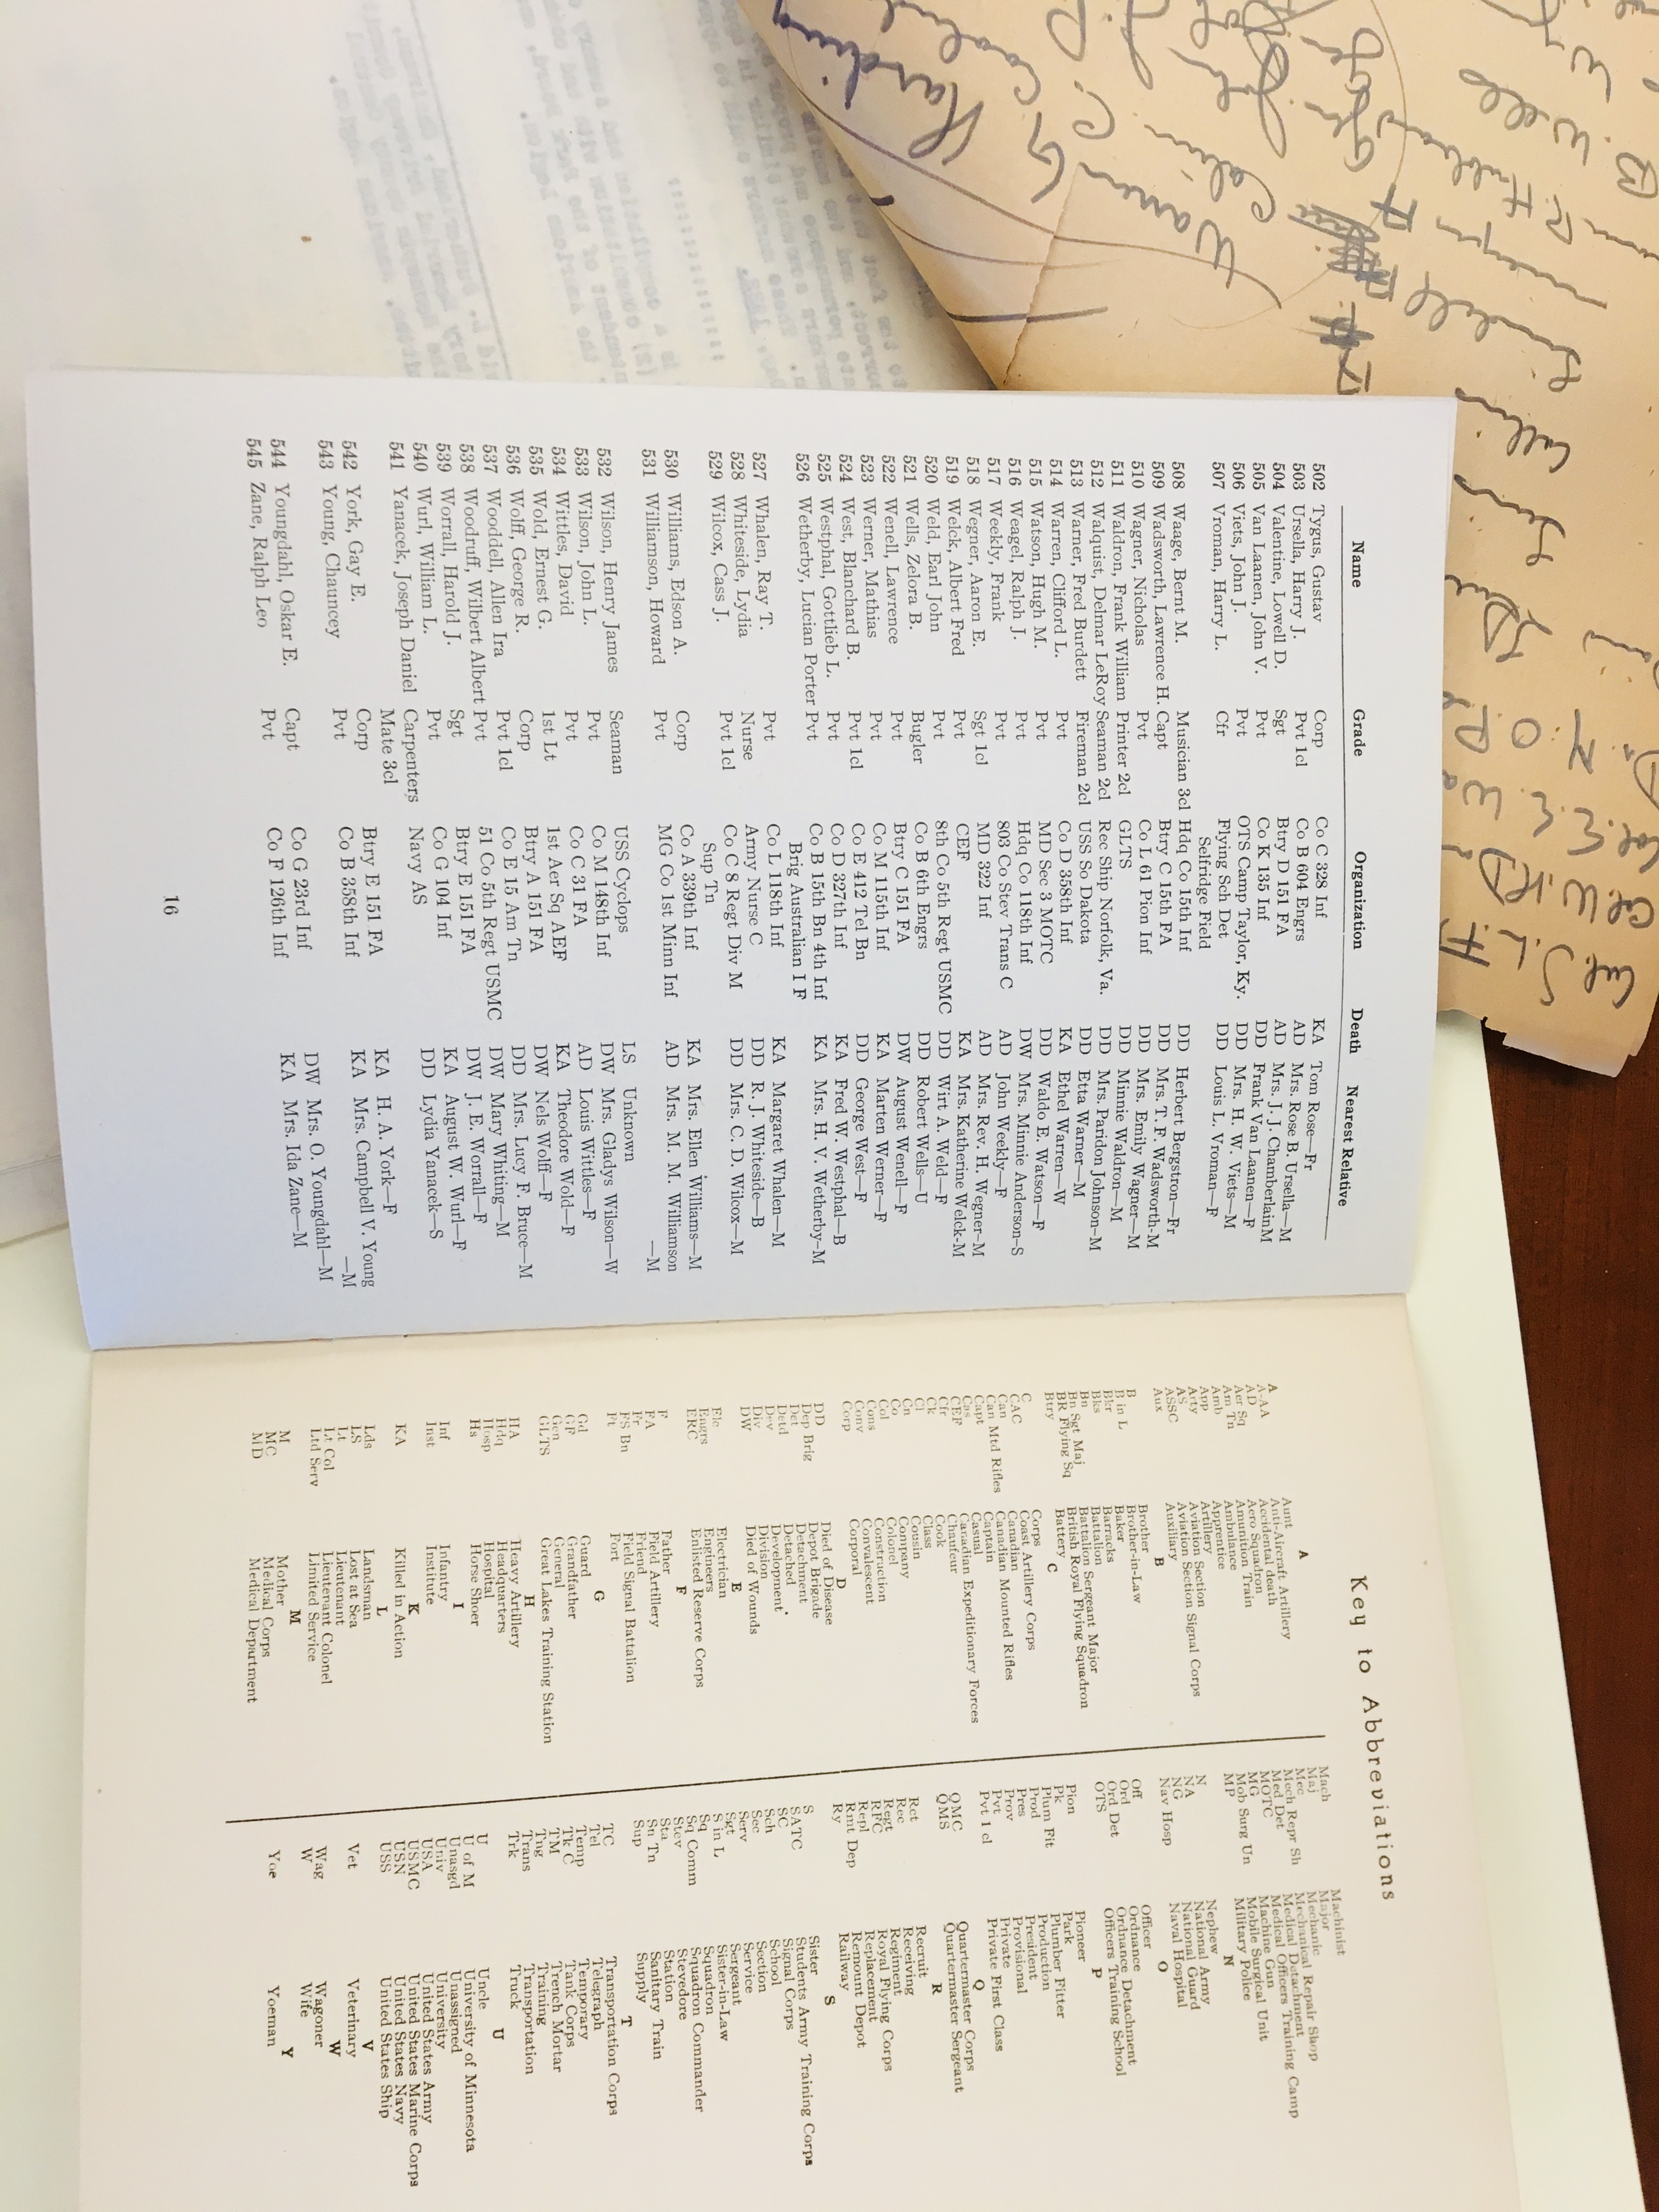 Name Grade Organization Death Nearest Relative
502 Tygus, Gustav Corp Co C 328 Inf KA Tom Rose—Fr
503 Ursella, Harry J. Pvt 1cl Co B 604 Engrs AD Mrs. Rose B. Ursella—M
504 Valentine, Lowell D. Sgt Btry D 151 FA AD Mrs. J. J. ChamberlainM
505 Van Laanen, John V. Pvt Co K 135 Inf DD Frank Van Laanen—F
506 Viets, John J. Pvt OTS Camp Taylor, Ky. DD Mrs. H. W. Viets—M
507 Vroman, Harry L. Cfr Flying Sch Det DD Louis L. Vroman—F
Selfridge Field
508 Waage, Bernt M. Musician 3cl Hdq Co 15th Inf DD Herbert Bergstron—Fr
509 Wadsworth, Lawrence H. Capt Btry C 15th FA DD Mrs. T. F. Wadsworth-M
510 Wagner, Nicholas Pvt Co L 61 Pion Inf DD Mrs. Emily Wagner—M
511 Waldron, Frank William Printer 2cl GLTS DD Minnie Waldron—M
512 Walquist, Delmar LeRoy Seaman 2cl Rec Ship Norfolk, Va. DD Mrs. Paridon Johnson—M
513 Warner, Fred Burdett Fireman 2cl USS So Dakota DD Etta Warner—M
514 Warren, Clifford L. Pvt Co D 358th Inf KA Ethel Warren—W
515 Watson, Hugh M. Pvt MD Sec 3 MOTC DD Waldo E. Watson—F
516 Weagel, Ralph J. Pvt Hdq Co 118th Inf DW Mrs. Minnie Anderson—S
517 Weekly, Frank Pvt 803 Co Stev Trans C AD John Weekly—F
518 Wegner, Aaron E. Sgt 1cl MD 322 Inf AD Mrs. Rev. H. Wegner—M
519 Welck, Albert Fred Pvt CEF KA Mrs. Katherine Welck-M
520 Weld, Earl John Pvt 8th Co 5th Regt USMC DD Wirt A. Weld—F
521 Wells, Zelora B. Bugler Co B 6th Engrs DD Robert Wells—U
522 Wenell, Lawrence Pvt Btry C 151 FA DW August Wenell—F
523 Werner, Mathias Pvt Co M 115th Inf KA Marten Werner—F
524 West, Blanchard B. Pvt 1cl Co E 412 Tel Bn DD George West—F
525 Westphal, Gottlieb L. Pvt Co D 327th Inf KA Fred W. Westphal—B
526 Wetherby, Lucian Porter Pvt Co B 15th Bn 4th Inf KA Mrs. H. V. Wetherby—M
Brig Australian I F
527 Whalen, Ray T. Pvt Co L 118th Inf KA Margaret Whalen—M
528 Whiteside, Lydia Nurse Army Nurse C DD R. J. Whiteside—B
529 Wilcox, Cass J. Pvt 1cl Co C 8 Regt Div M DD Mrs. C. D. Wilcox—M
Sup Tn
530 Williams, Edson A. Corp Co A 339th Inf KA Mrs. Ellen Williams—M
531 Williamson, Howard Pvt MG Co 1st Minn Inf AD Mrs. M. M. Williamson
—M
532 Wilson, Henry James Seaman USS Cyclops LS Unknown
533 Wilson, John L. Pvt Co M 148th Inf DW Mrs. Gladys Wilson—W
534 Wittles, David Pvt Co C 31 FA AD Louis Wittles—F
535 Wold, Ernest G. 1st Lt 1st Aer Sq AEF KA Theodore Wold—F
536 Wolff, George R. Corp Btry A 151 FA DW Nels Wolff—F
537 Wooddell, Allen Ira Pvt 1cl Co E 15 Am Tn DW Mary Whiting—M
538 Woodruff, Wilbert Albert Pvt 51 Co 5th Regt USMC DD Mrs. Lucy F. Bruce—M
539 Worrall, Harold J. Sgt Btry E 151 FA DW J. E. Worrall—F
540 Wurl, William L. Pvt Co G 104 Inf KA August W. Wurl—F
541 Yanacek, Joseph Daniel Carpenters Navy AS DD Lydia Yanacek—S
Mate 3cl
542 York, Gay E. Corp Btry E 151 FA KA H. A. York—F
543 Young, Chauncey Pvt Co B 358th Inf KA Mrs. Campbell V. Young
—M
544 Youngdahl, Oskar E. Capt Co G 23rd Inf DW Mrs. O. Youngdahl—M
545 Zane, Ralph Leo Pvt Co F 126th Inf KA Mrs. Ida Zane—M
16
Key to Abbreviations
A
A Aunt
A-AA Anti-Aircraft Artillery
AD Accidental death
Aer Sq Aero Squadron
Am Tn Amunition Train
Amb Ambulance
App Apprentice
Arty Artillery
AS Aviation Section
ASSC Aviation Section Signal Corps
Aux Auxiliary
B
B Brother
B in L Brother-in-Law
Bkr Baker
Bks Barracks
Bn Battalion
Bn Sgt Maj Battalion Sergeant Major
BR Flying Sq British Royal Flying Squadron
Btry Battery
C
C Corps
CAC Coast Artillery Corps
Can Canadian
Can Mtd Rifles Canadian Mounted Rifles
Capt Captain
Cas Casual
CEF Canadian Expeditionary Forces
Cfr Chaufceur
Ck Cook
Cl Class
Cn Cousin
Co Company
Col Colonel
Cons Construction
Conv Convalescent
Corp Corporal
D
DD Died of Disease
Dep Brig Depot Brigade
Det Detachment
Detd Detached
Dev Development
Div Division
DW Died of Wounds
E
Ele Electrician
Engrs Engineers
ERC Enlisted Reserve Corps
F
F Father
FA Field Artillery
Fr Friend
FS Bn Field Signal Battalion
Ft Fort
G
Gd Guard
GF Grandfather
Gen General
GLTS Great Lakes Training Station
H
HA Heavy Artillery
Hdq Headquarters
Hosp Hospital
Hs Horse Shoer
I
Inf Infantry
Inst Institute
K
KA Killed in Action
L
Lds Landsman
LS Lost at Sea
Lt Lieutenant
Lt Col Lieutenant Colonel
Ltd Serv Limited Service
M
M Mother
MC Medical Corps
MD Medical Department
Mach Machinist
Maj Major
Mec Mechanic
Mech Repr Sh Mechanical Repair Shop
Med Det Medical Detachment
MOTC Medical Officers Training Camp
MG Machine Gun
Mob Surg Un Mobile Surgical Unit
MP Military Police
N
N Nephew
NA National Army
NG National Guard
Nav Hosp Naval Hospital
O
Off Officer
Ord Ordnance
Ord Det Ordnance Detachment
OTS Officers Training School
P
Pion Pioneer
Pk Park
Plum Fit Plumber Fitter
Prod Production
Pres President
Prov Provisional
Pvt Private
Pvt 1 cl Private First Class
Q
QMC Quartermaster Corps
QMS Quartermaster Sergeant
R
Rct Recruit
Rec Receiving
Regt Regiment
RFC Royal Flying Corps
Repl Replacement
Rmt Dep Remount Depot
Ry Railway
S
S Sister
SATC Students Army Training Corps
SC Signal Corps
Sch School
Sec Section
Serv Service
Sgt Sergeant
S in L Sister-in-Law
Sq Squadron
Sq Comm Squadron Commander
Stev Stevedore
Sta Station
Sn Tn Sanitary Train
Sup Supply
T
TC Transportation Corps
Tel Telegraph
Temp Temporary
Tk C Tank Corps
TM Trench Mortar
Tng Training
Trans Transportation
Trk Truck
U
U Uncle
U of M University of Minnesota
Unasgd Unassigned
Univ University
USA United States Army
USMC United States Marine Corps
USN United States Navy
USS United States Ship
V
Vet Veterinary
W
Wag Wagoner
W Wife
Y
Yoe Yoeman
Warren G Harding
Calvin C. Cool